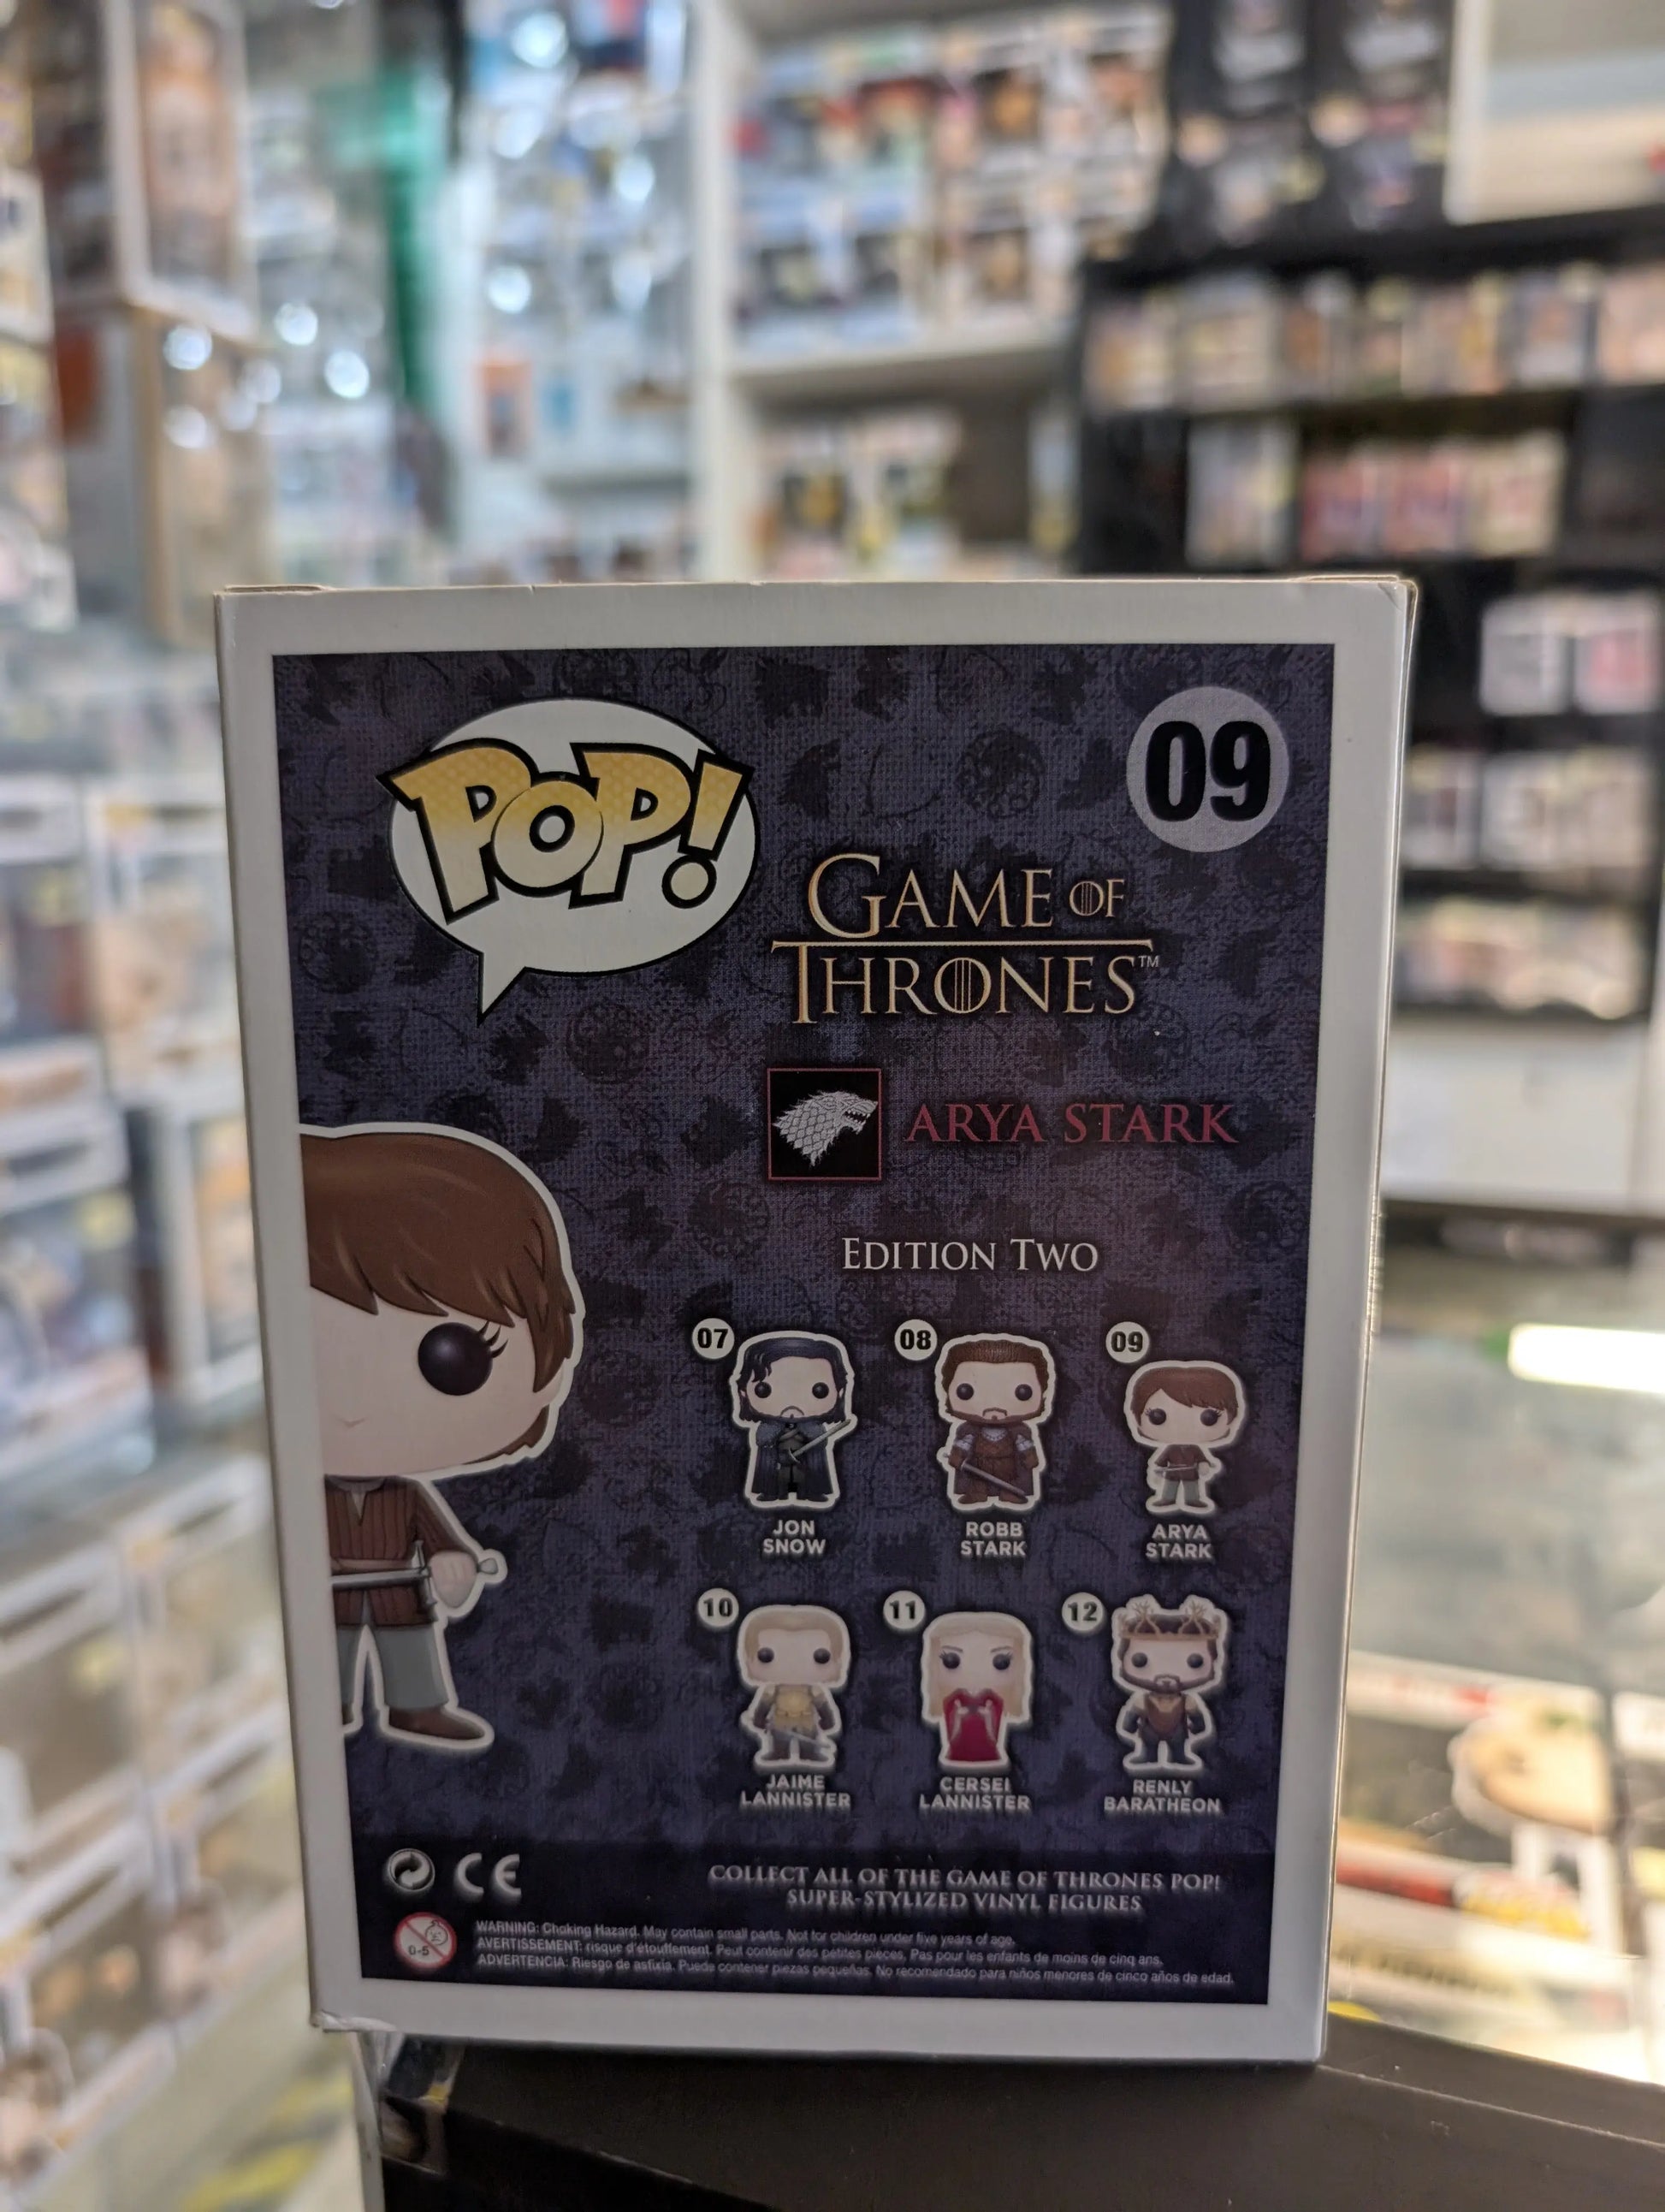 POP!
09
GAME OF
THRONES™
ARYA STARK
EDITION TWO
07
08
09
JON
SNOW
ROBB
STARK
ARYA
STARK
10
11
12
JAIME
LANNISTER
CERSEI
LANNISTER
RENLY
BARATHEON
CE
COLLECT ALL OF THE GAME OF THRONES POP!
SUPER-STYLIZED VINYL FIGURES
0-5
WARNING: Choking Hazard. May contain small parts. Not for children under five years of age.
AVERTISSEMENT: risque d'étouffement. Peut contenir des petites pieces. Pas pour les enfants de moins de cinq ans.
ADVERTENCIA: Riesgo de asfixia. Puede contener piezas pequeñas. No recomendado para niños menores de cinco años de edad.